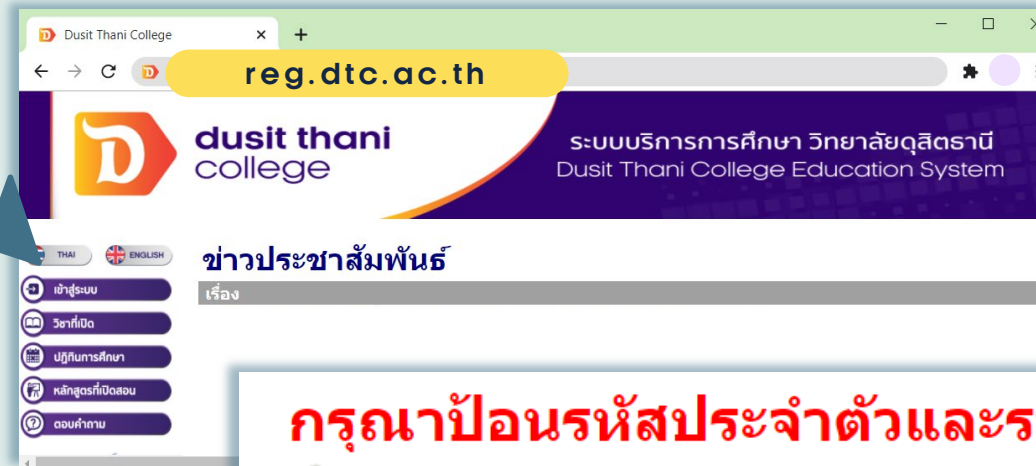 Dusit Thani College
reg.dtc.ac.th
dusit thani
college
ระบบบริการการศึกษา วิทยาลัยดุสิตธานี
Dusit Thani College Education System
THAI
ENGLISH
ข่าวประชาสัมพันธ์
เรื่อง
เข้าสู่ระบบ
วิชาที่เปิด
ปฏิทินการศึกษา
หลักสูตรที่เปิดสอน
ตอบคำถาม
กรุณาป้อนรหัสประจำตัวและร